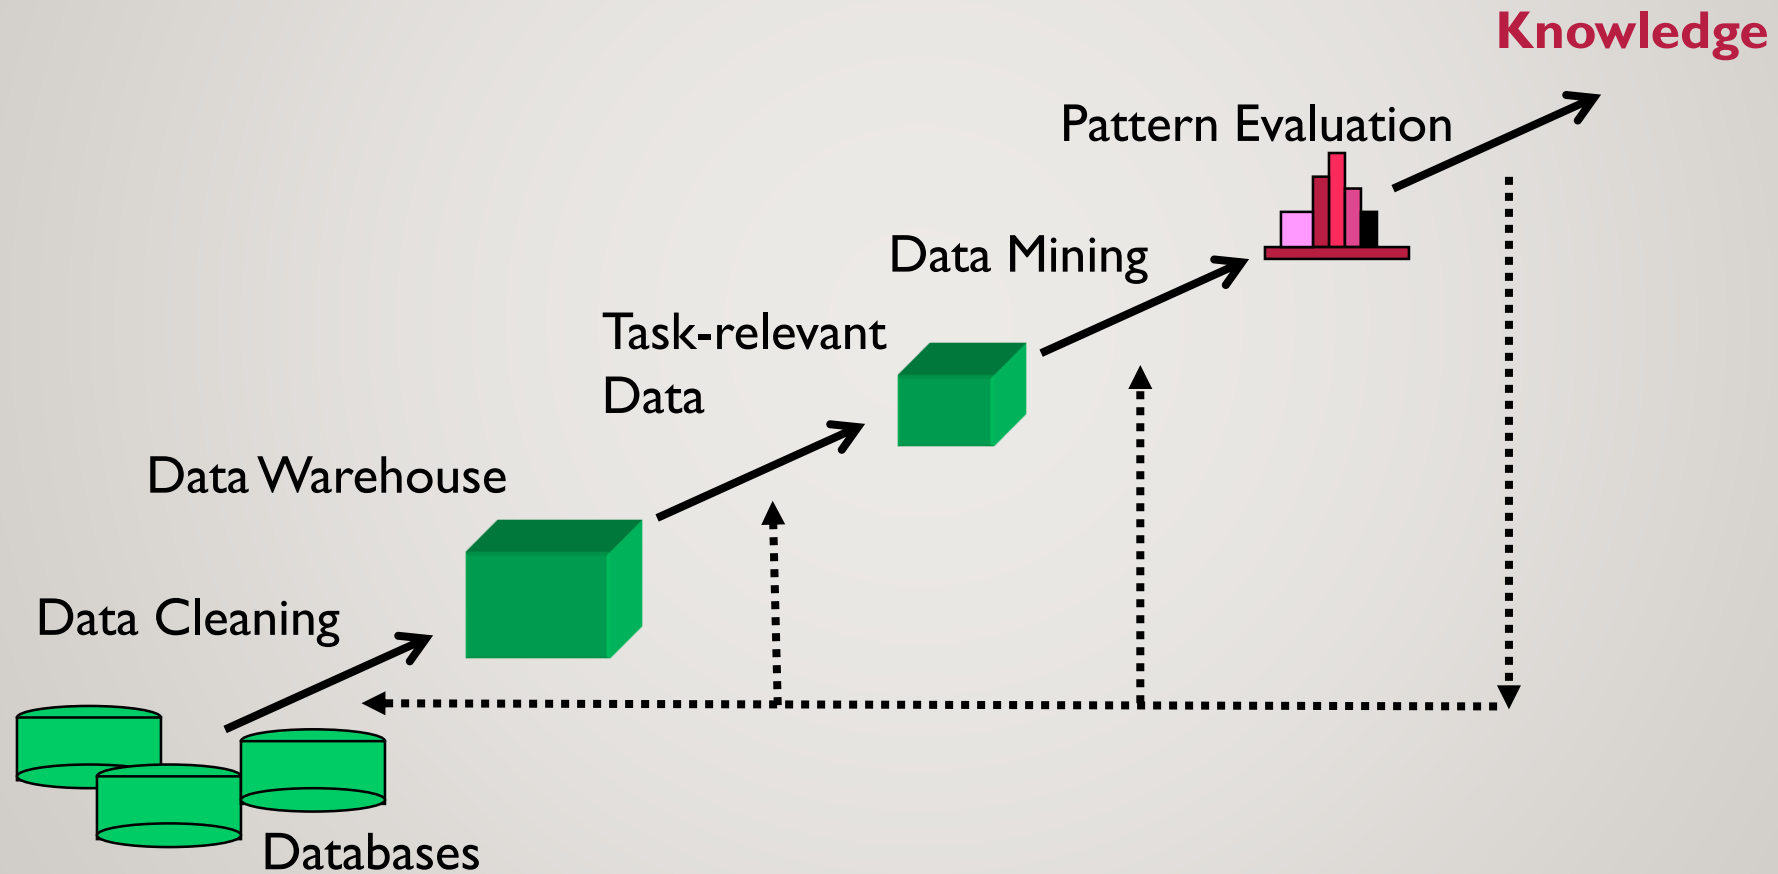 Knowledge
Pattern Evaluation
Data Mining
Task-relevant
Data
Data Warehouse
Data Cleaning
Databases